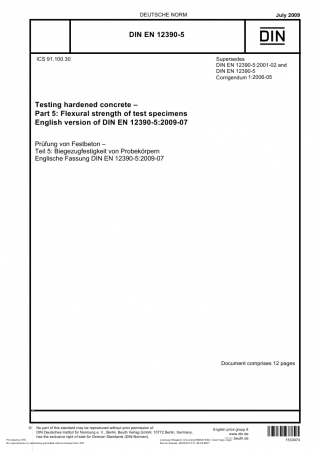 DEUTSCHE NORM
July 2009
DIN EN 12390-5
DIN
ICS 91.100.30
Supersedes
DIN EN 12390-5:2001-02 and
DIN EN 12390-5
Corrigendum 1:2006-05
Testing hardened concrete –
Part 5: Flexural strength of test specimens
English version of DIN EN 12390-5:2009-07
Prüfung von Festbeton –
Teil 5: Biegezugfestigkeit von Probekörpern
Englische Fassung DIN EN 12390-5:2009-07
Document comprises 12 pages
© No part of this standard may be reproduced without prior permission of
DIN Deutsches Institut für Normung e. V., Berlin. Beuth Verlag GmbH, 10772 Berlin, Germany,
has the exclusive right of sale for German Standards (DIN-Normen).
English price group 8
www.din.de
beuth.de
1533074